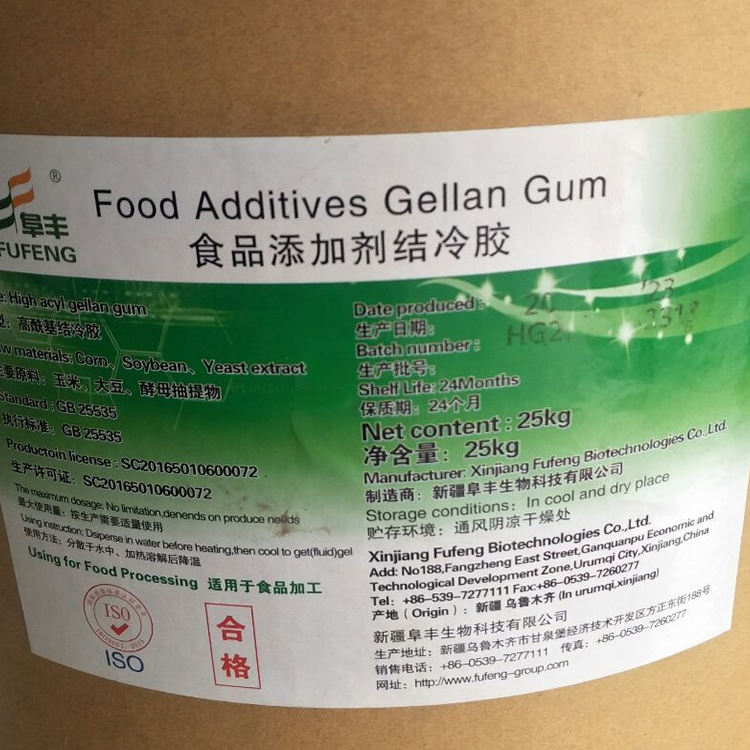 ®
阜丰
FUFENG
Food Additives Gellan Gum
食品添加剂结冷胶
High acyl gellan gum
高酰基结冷胶
materials: Corn、Soybean、Yeast extract
要原料: 玉米、大豆、酵母抽提物
Standard: GB 25535
执行标准: GB 25535
Productoin license: SC20165010600072
生产许可证: SC20165010600072
The maximum dosage: No limitation,denends on produce needs
最大使用量: 按生产需要适量使用
Using instruction: Dsiperse in water before heating,then cool to get(fluid)gel
使用方法: 分散于水中、加热溶解后降温
Using for Food Processing 适用于食品加工
ISO
ISO
合格
Date produced:
生产日期:
Batch number:
生产批号:
Shelf Life: 24Months
保质期: 24个月
Net content: 25kg
净含量: 25kg
Manufacturer: Xinjiang Fufeng Biotechnologies Co.,Ltd.
制造商: 新疆阜丰生物科技有限公司
Storage conditions: In cool and dry place
贮存环境: 通风阴凉干燥处
Xinjiang Fufeng Biotechnologies Co.,Ltd.
Add: No188,Fangzheng East Street,Ganquanpu Economic and
Technological Development Zone,Urumqi City,Xinjiang,China
Tel: +86-539-7277111 Fax:+86-0539-7260277
产地（Origin）: 新疆 乌鲁木齐(In urumqi,xinjiang)
新疆阜丰生物科技有限公司
生产地址: 新疆乌鲁木齐市甘泉堡经济技术开发区方正东街188号
销售电话: +86-0539-7277111 传真: +86-0539-7260277
网址: http://www.fufeng-group.com